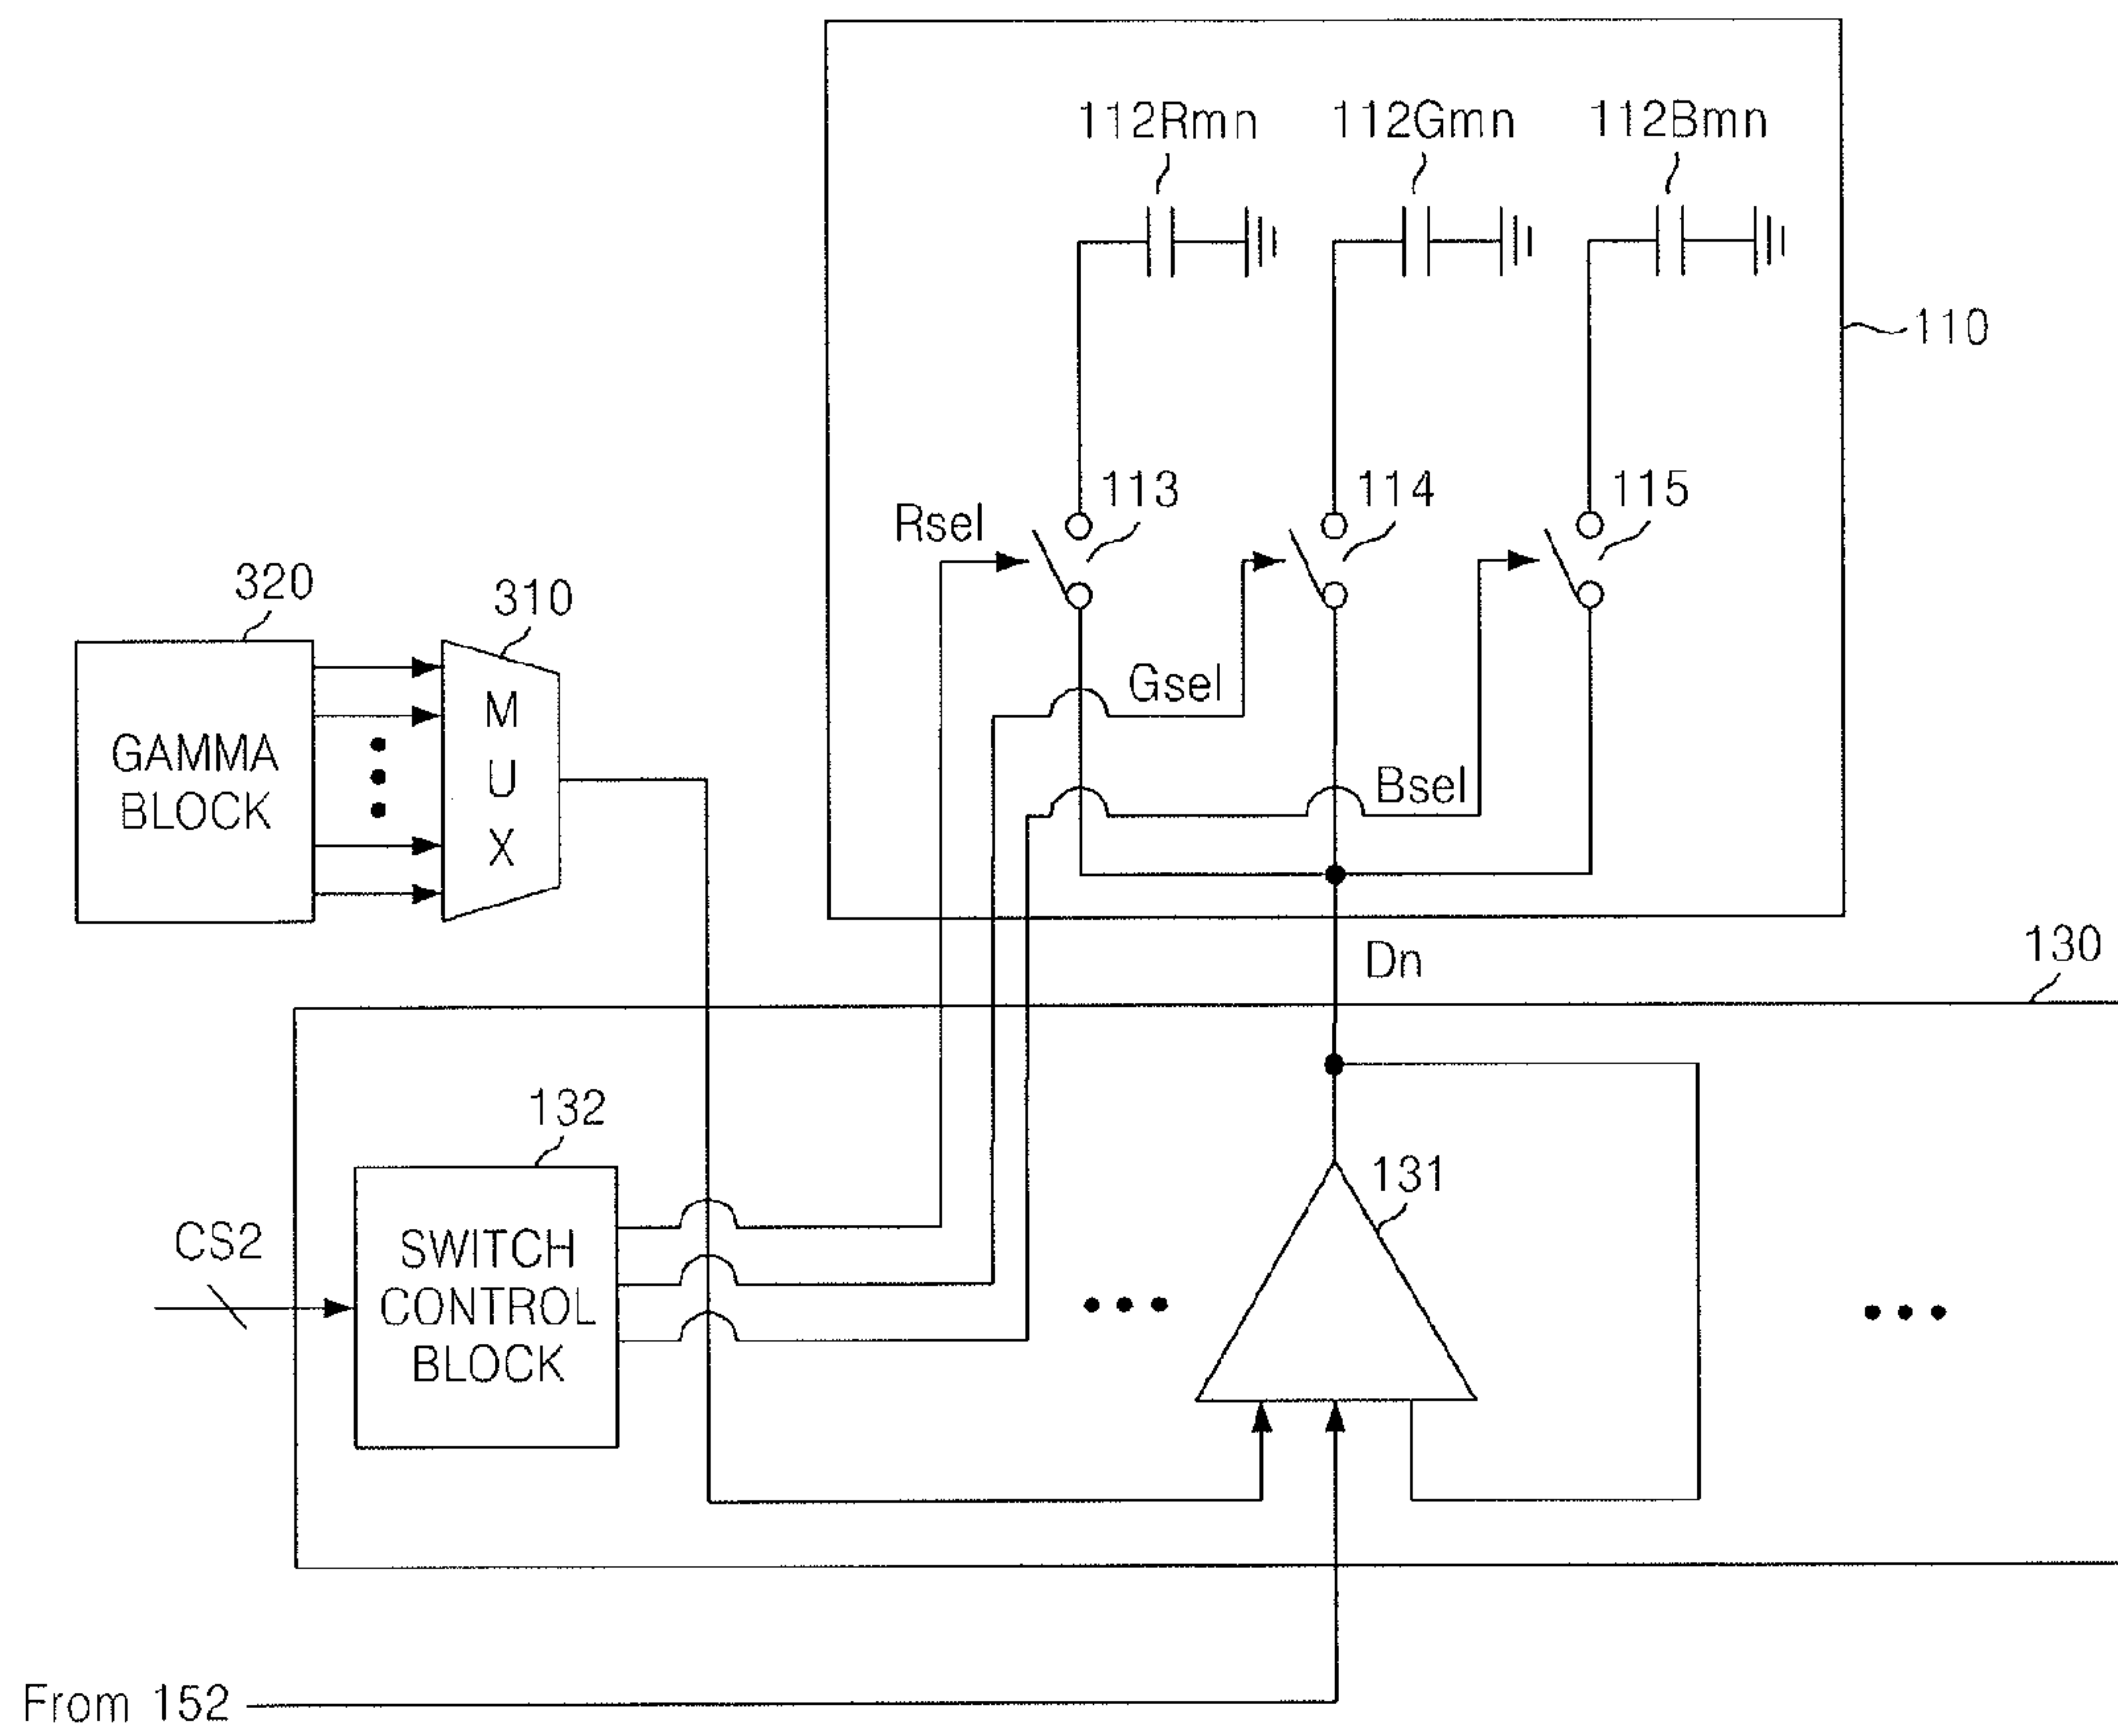 112Rmn 112Gmn 112Bmn
110
113 114 115
Rsel
320 310
Gsel
GAMMA
BLOCK
M
U
X
Bsel
Dn
130
132
131
CS2
SWITCH
CONTROL
BLOCK
From 152